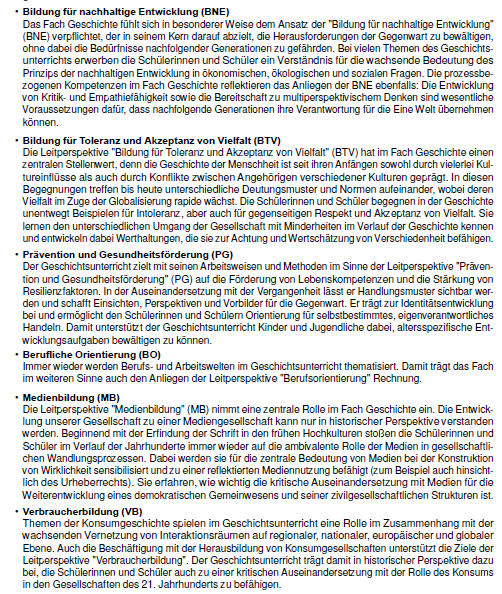 • Bildung für nachhaltige Entwicklung (BNE)
Das Fach Geschichte fühlt sich in besonderer Weise dem Ansatz der "Bildung für nachhaltige Entwicklung"
(BNE) verpflichtet, der in seinem Kern darauf abzielt, die Herausforderungen der Gegenwart zu bewältigen,
ohne dabei die Bedürfnisse nachfolgender Generationen zu gefährden. Bei vielen Themen des Geschichts-
unterrichts erwerben die Schülerinnen und Schüler ein Verständnis für die wachsende Bedeutung des
Prinzips der nachhaltigen Entwicklung in ökonomischen, ökologischen und sozialen Fragen. Die prozessbe-
zogenen Kompetenzen im Fach Geschichte reflektieren das Anliegen der BNE ebenfalls: Die Entwicklung
von Kritik- und Empathiefähigkeit sowie die Bereitschaft zu multiperspektivischem Denken sind wesentliche
Voraussetzungen dafür, dass nachfolgende Generationen ihre Verantwortung für die Eine Welt übernehmen
können.
• Bildung für Toleranz und Akzeptanz von Vielfalt (BTV)
Die Leitperspektive "Bildung für Toleranz und Akzeptanz von Vielfalt" (BTV) hat im Fach Geschichte einen
zentralen Stellenwert, denn die Geschichte der Menschheit ist seit ihren Anfängen sowohl durch vielerlei Kul-
tureinflüsse als auch durch Konflikte zwischen Angehörigen verschiedener Kulturen geprägt. In diesen
Begegnungen treffen bis heute unterschiedliche Deutungsmuster und Normen aufeinander, wobei deren
Vielfalt im Zuge der Globalisierung rapide wächst. Die Schülerinnen und Schüler begegnen in der Geschichte
unentwegt Beispielen für Intoleranz, aber auch für gegenseitigen Respekt und Akzeptanz von Vielfalt. Sie
lernen den unterschiedlichen Umgang der Gesellschaft mit Minderheiten im Verlauf der Geschichte kennen
und entwickeln dabei Werthaltungen, die sie zur Achtung und Wertschätzung von Verschiedenheit befähigen.
• Prävention und Gesundheitsförderung (PG)
Der Geschichtsunterricht zielt mit seinen Arbeitsweisen und Methoden im Sinne der Leitperspektive "Präven-
tion und Gesundheitsförderung" (PG) auf die Förderung von Lebenskompetenzen und die Stärkung von
Resilienzfaktoren. In der Auseinandersetzung mit der Vergangenheit lässt er Handlungsmuster sichtbar wer-
den und schafft Einsichten, Perspektiven und Vorbilder für die Gegenwart. Er trägt zur Identitätsentwicklung
bei und ermöglicht den Schülerinnen und Schülern Orientierung für selbstbestimmtes, eigenverantwortliches
Handeln. Damit unterstützt der Geschichtsunterricht Kinder und Jugendliche dabei, altersspezifische Ent-
wicklungsaufgaben bewältigen zu können.
• Berufliche Orientierung (BO)
Immer wieder werden Berufs- und Arbeitswelten im Geschichtsunterricht thematisiert. Damit trägt das Fach
im weiteren Sinne auch den Anliegen der Leitperspektive "Berufsorientierung" Rechnung.
• Medienbildung (MB)
Die Leitperspektive "Medienbildung" (MB) nimmt eine zentrale Rolle im Fach Geschichte ein. Die Entwick-
lung unserer Gesellschaft zu einer Mediengesellschaft kann nur in historischer Perspektive verstanden
werden. Beginnend mit der Erfindung der Schrift in den frühen Hochkulturen stoßen die Schülerinnen und
Schüler im Verlauf der Jahrhunderte immer wieder auf die ambivalente Rolle der Medien in gesellschaftli-
chen Wandlungsprozessen. Dabei werden sie für die zentrale Bedeutung von Medien bei der Konstruktion
von Wirklichkeit sensibilisiert und zu einer reflektierten Mediennutzung befähigt (zum Beispiel auch hinsicht-
lich des Urheberrechts). Sie erfahren, wie wichtig die kritische Auseinandersetzung mit Medien für die
Weiterentwicklung eines demokratischen Gemeinwesens und seiner zivilgesellschaftlichen Strukturen ist.
• Verbraucherbildung (VB)
Themen der Konsumgeschichte spielen im Geschichtsunterricht eine Rolle im Zusammenhang mit der
wachsenden Vernetzung von Interaktionsräumen auf regionaler, nationaler, europäischer und globaler
Ebene. Auch die Beschäftigung mit der Herausbildung von Konsumgesellschaften unterstützt die Ziele der
Leitperspektive "Verbraucherbildung". Der Geschichtsunterricht trägt damit in historischer Perspektive dazu
bei, die Schülerinnen und Schüler auch zu einer kritischen Auseinandersetzung mit der Rolle des Konsums
in den Gesellschaften des 21. Jahrhunderts zu befähigen.